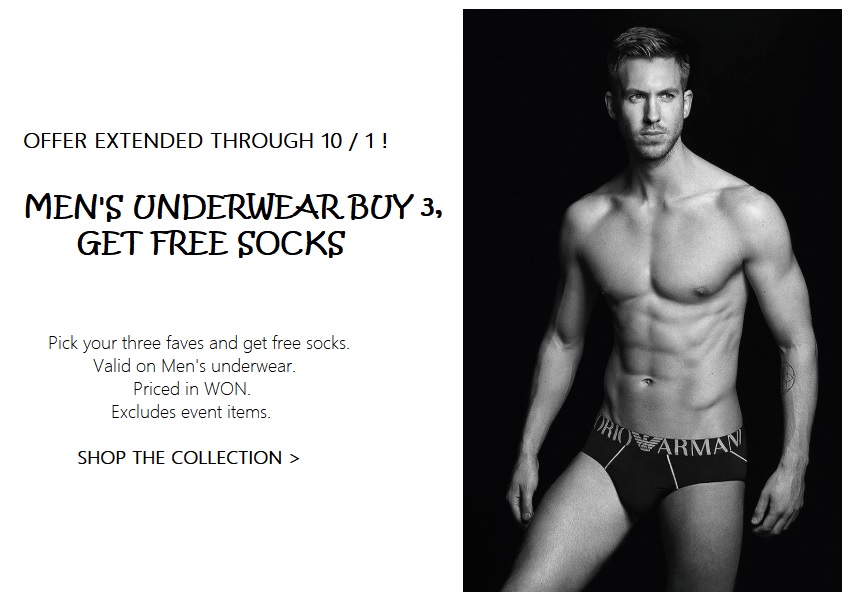 OFFER EXTENDED THROUGH 10 / 1 !
MEN'S UNDERWEAR BUY 3,
GET FREE SOCKS
Pick your three faves and get free socks.
Valid on Men's underwear.
Priced in WON.
Excludes event items.
SHOP THE COLLECTION >
ORIO ARMANI